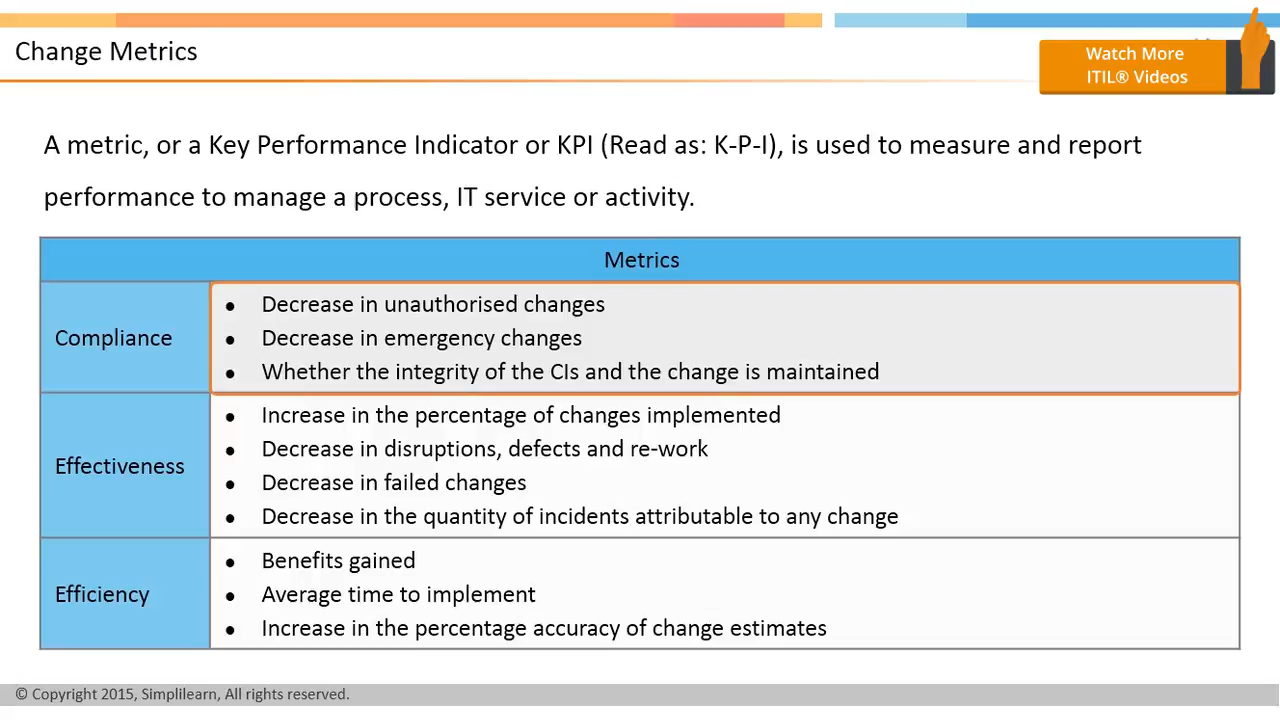 Change Metrics
Watch More
ITIL® Videos
A metric, or a Key Performance Indicator or KPI (Read as: K-P-I), is used to measure and report
performance to manage a process, IT service or activity.
Metrics
Compliance
● Decrease in unauthorised changes
● Decrease in emergency changes
● Whether the integrity of the CIs and the change is maintained
Effectiveness
● Increase in the percentage of changes implemented
● Decrease in disruptions, defects and re-work
● Decrease in failed changes
● Decrease in the quantity of incidents attributable to any change
Efficiency
● Benefits gained
● Average time to implement
● Increase in the percentage accuracy of change estimates
© Copyright 2015, Simplilearn, All rights reserved.